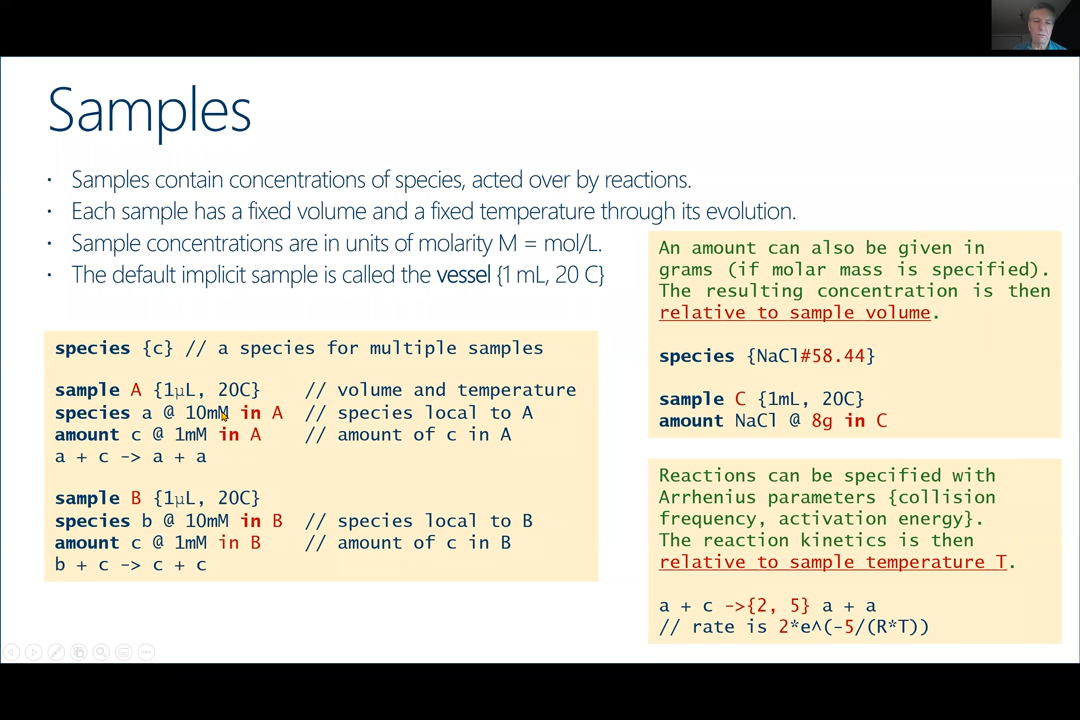 Samples
· Samples contain concentrations of species, acted over by reactions.
· Each sample has a fixed volume and a fixed temperature through its evolution.
· Sample concentrations are in units of molarity M = mol/L.
· The default implicit sample is called the vessel {1 mL, 20 C}
species {c} // a species for multiple samples
sample A {1μL, 20C} // volume and temperature
species a @ 10mM in A // species local to A
amount c @ 1mM in A // amount of c in A
a + c -> a + a
sample B {1μL, 20C}
species b @ 10mM in B // species local to B
amount c @ 1mM in B // amount of c in B
b + c -> c + c
An amount can also be given in
grams (if molar mass is specified).
The resulting concentration is then
relative to sample volume.
species {NaCl#58.44}
sample C {1mL, 20C}
amount NaCl @ 8g in C
Reactions can be specified with
Arrhenius parameters {collision
frequency, activation energy}.
The reaction kinetics is then
relative to sample temperature T.
a + c ->{2, 5} a + a
// rate is 2*e^(-5/(R*T))